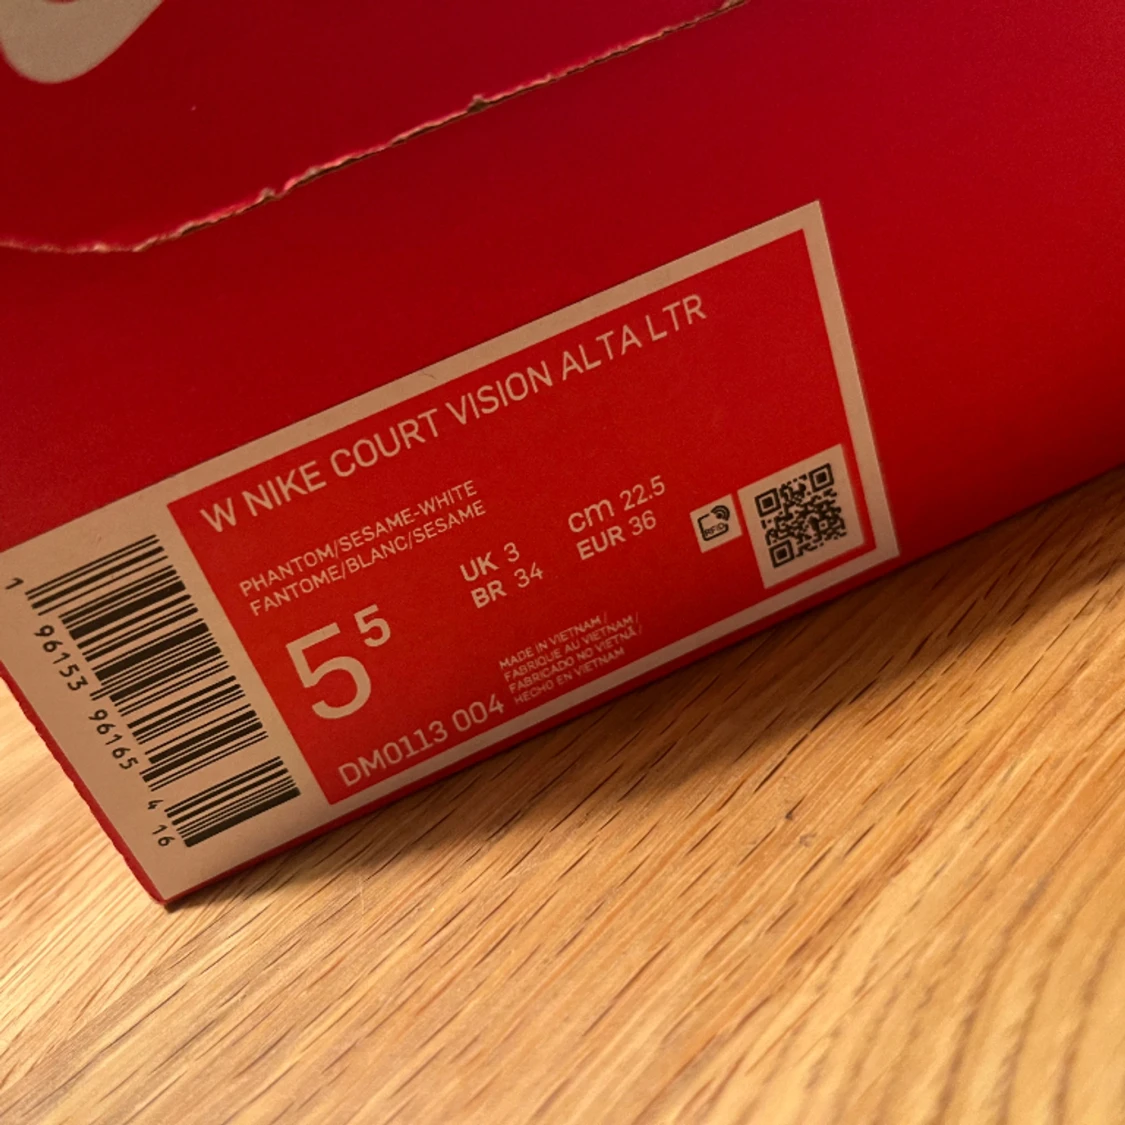 W NIKE COURT VISION ALTA LTR
PHANTOM/SESAME-WHITE
FANTOME/BLANC/SESAME
5⁵
UK 3
BR 34
cm 22.5
EUR 36
RFID
MADE IN VIETNAM/
FABRIQUE AU VIETNAM/
FABRICADO NO VIETNÃ/
HECHO EN VIETNAM
DM0113 004
1 96153 96165 4 16